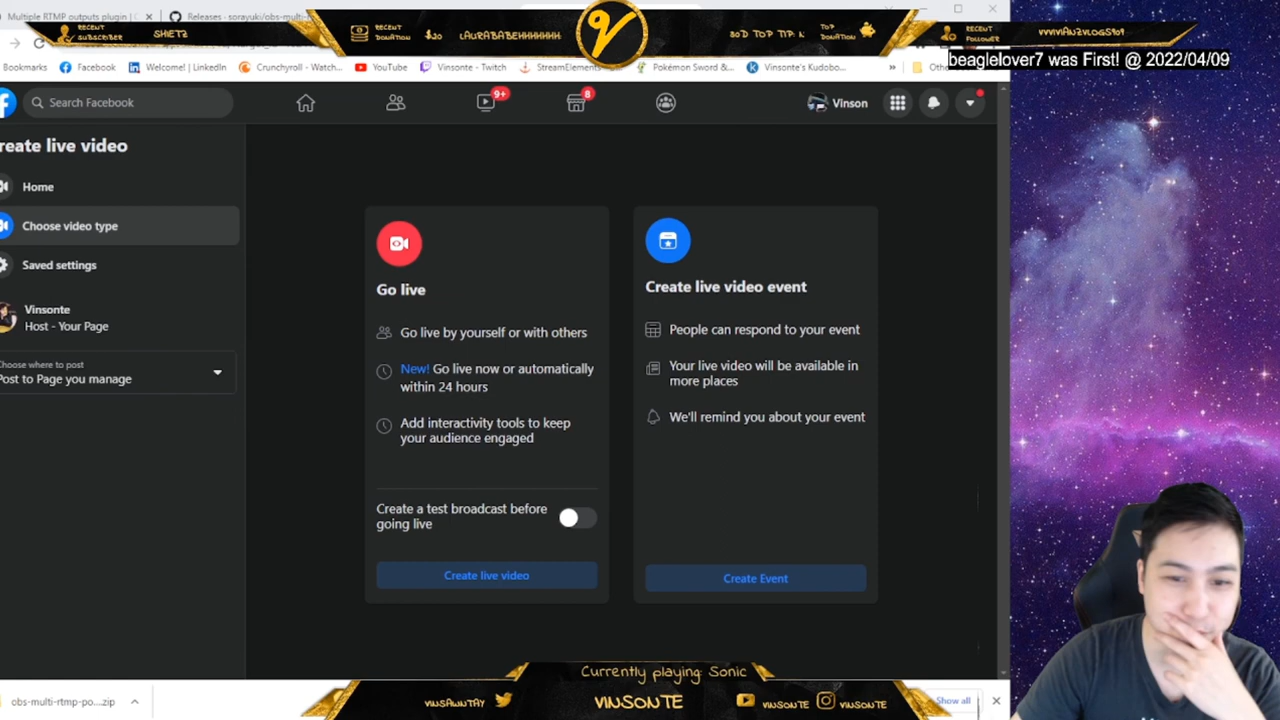 Multiple RTMP outputs plugin |
Releases · sorayuki/obs-multi-
RECENT SUBSCRIBER
SHIETZ
RECENT DONATION
$20
LAURABABEHHHHHHH
TOP DONATION
RECENT FOLLOWER
beaglelover7 was First! @ 2022/04/09
Bookmarks
Facebook
Welcome! | LinkedIn
Crunchyroll - Watch...
YouTube
Vinsonte - Twitch
StreamElements
Pokémon Sword &...
Vinsonte's Kudobo...
»
Search Facebook
9+
8
Vinson
reate live video
Home
Choose video type
Saved settings
Vinsonte
Host - Your Page
Choose where to post
Post to Page you manage
Go live
Go live by yourself or with others
New! Go live now or automatically
within 24 hours
Add interactivity tools to keep
your audience engaged
Create a test broadcast before
going live
Create live video
Create live video event
People can respond to your event
Your live video will be available in
more places
We'll remind you about your event
Create Event
Currently playing: Sonic
obs-multi-rtmp-po....zip
VINSAWNTAY
VINSONTE
VINSONTE
VINSONTE
Show all